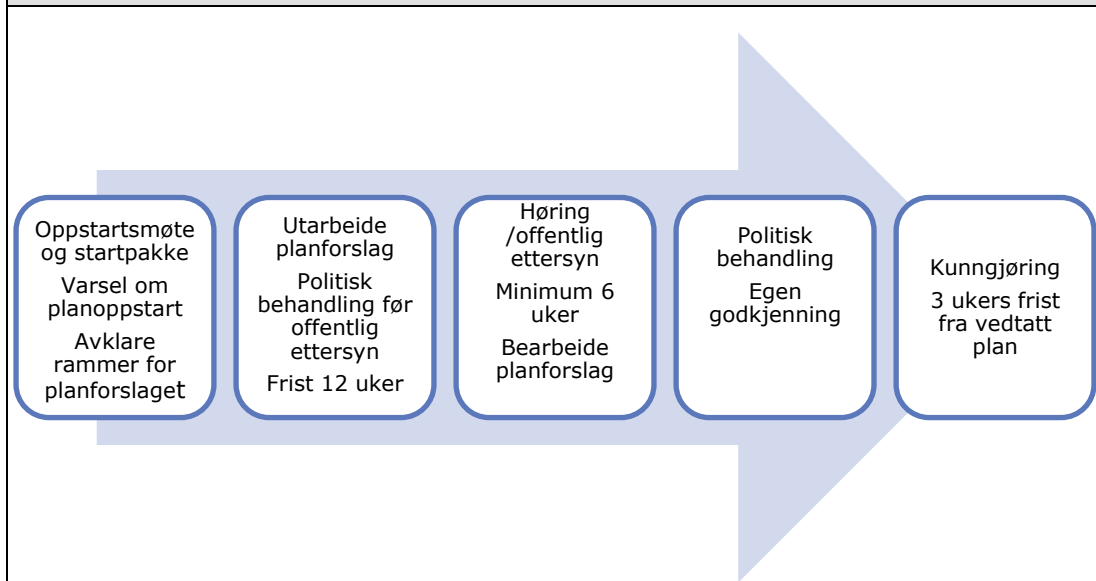 Oppstartsmøte
og startpakke
Varsel om
planoppstart
Avklare
rammer for
planforslaget
Utarbeide
planforslag
Politisk
behandling før
offentlig
ettersyn
Frist 12 uker
Høring
/offentlig
ettersyn
Minimum 6
uker
Bearbeide
planforslag
Politisk
behandling
Egen
godkjenning
Kunngjøring
3 ukers frist
fra vedtatt
plan